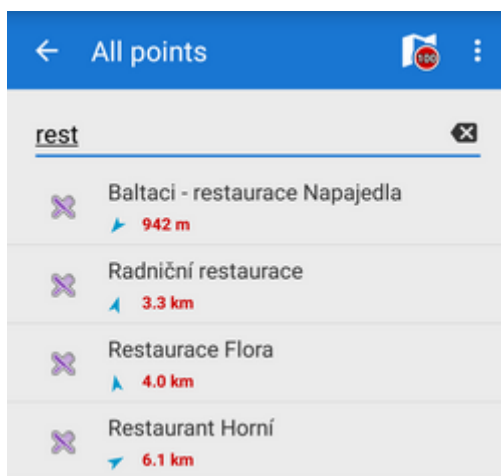 All points
100
rest
Baltaci - restaurace Napajedla
942 m
Radniční restaurace
3.3 km
Restaurace Flora
4.0 km
Restaurant Horní
6.1 km